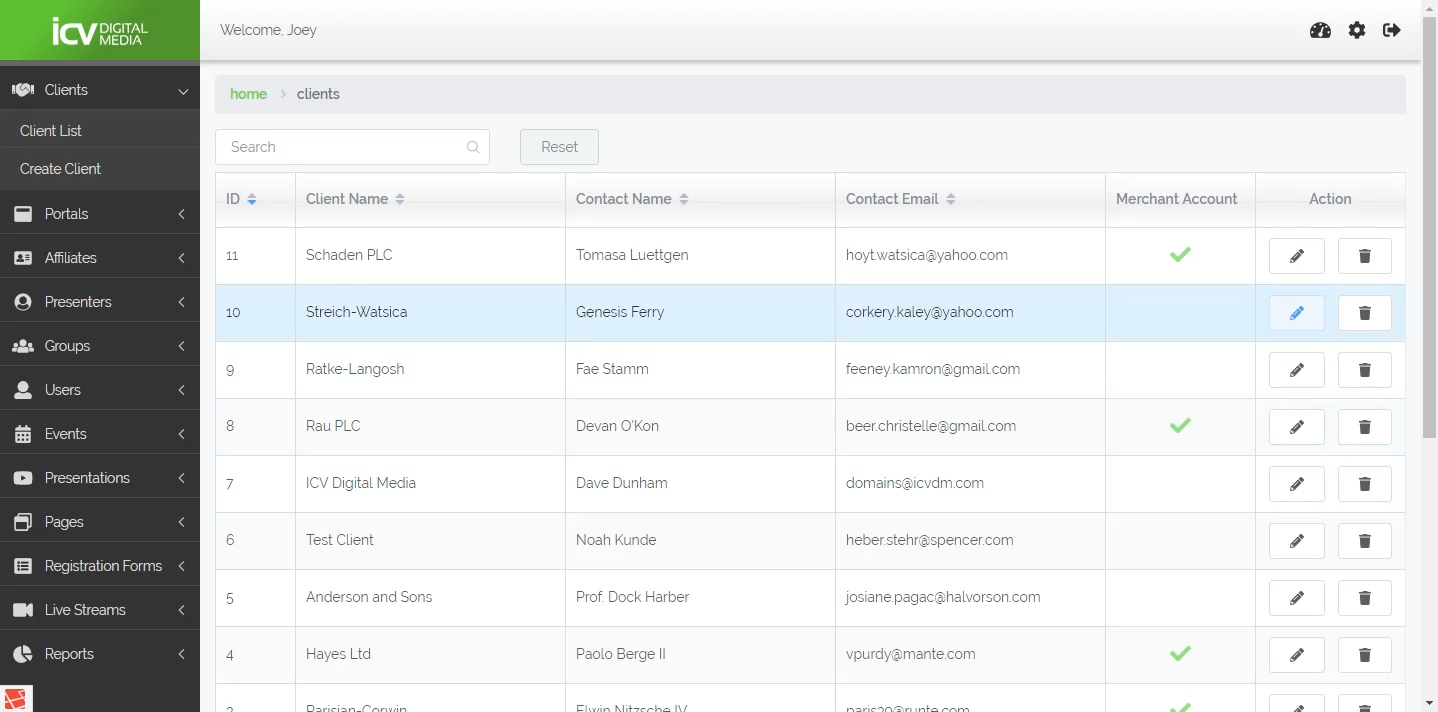 icv DIGITAL MEDIA
Welcome, Joey
Clients
Client List
Create Client
Portals
Affiliates
Presenters
Groups
Users
Events
Presentations
Pages
Registration Forms
Live Streams
Reports
home > clients
Search
Reset
ID Client Name Contact Name Contact Email Merchant Account Action
11 Schaden PLC Tomasa Luettgen hoyt.watsica@yahoo.com
10 Streich-Watsica Genesis Ferry corkery.kaley@yahoo.com
9 Ratke-Langosh Fae Stamm feeney.kamron@gmail.com
8 Rau PLC Devan O'Kon beer.christelle@gmail.com
7 ICV Digital Media Dave Dunham domains@icvdm.com
6 Test Client Noah Kunde heber.stehr@spencer.com
5 Anderson and Sons Prof. Dock Harber josiane.pagac@halvorson.com
4 Hayes Ltd Paolo Berge II vpurdy@mante.com
Parisian-Corwin Elwin Nitzsche IV